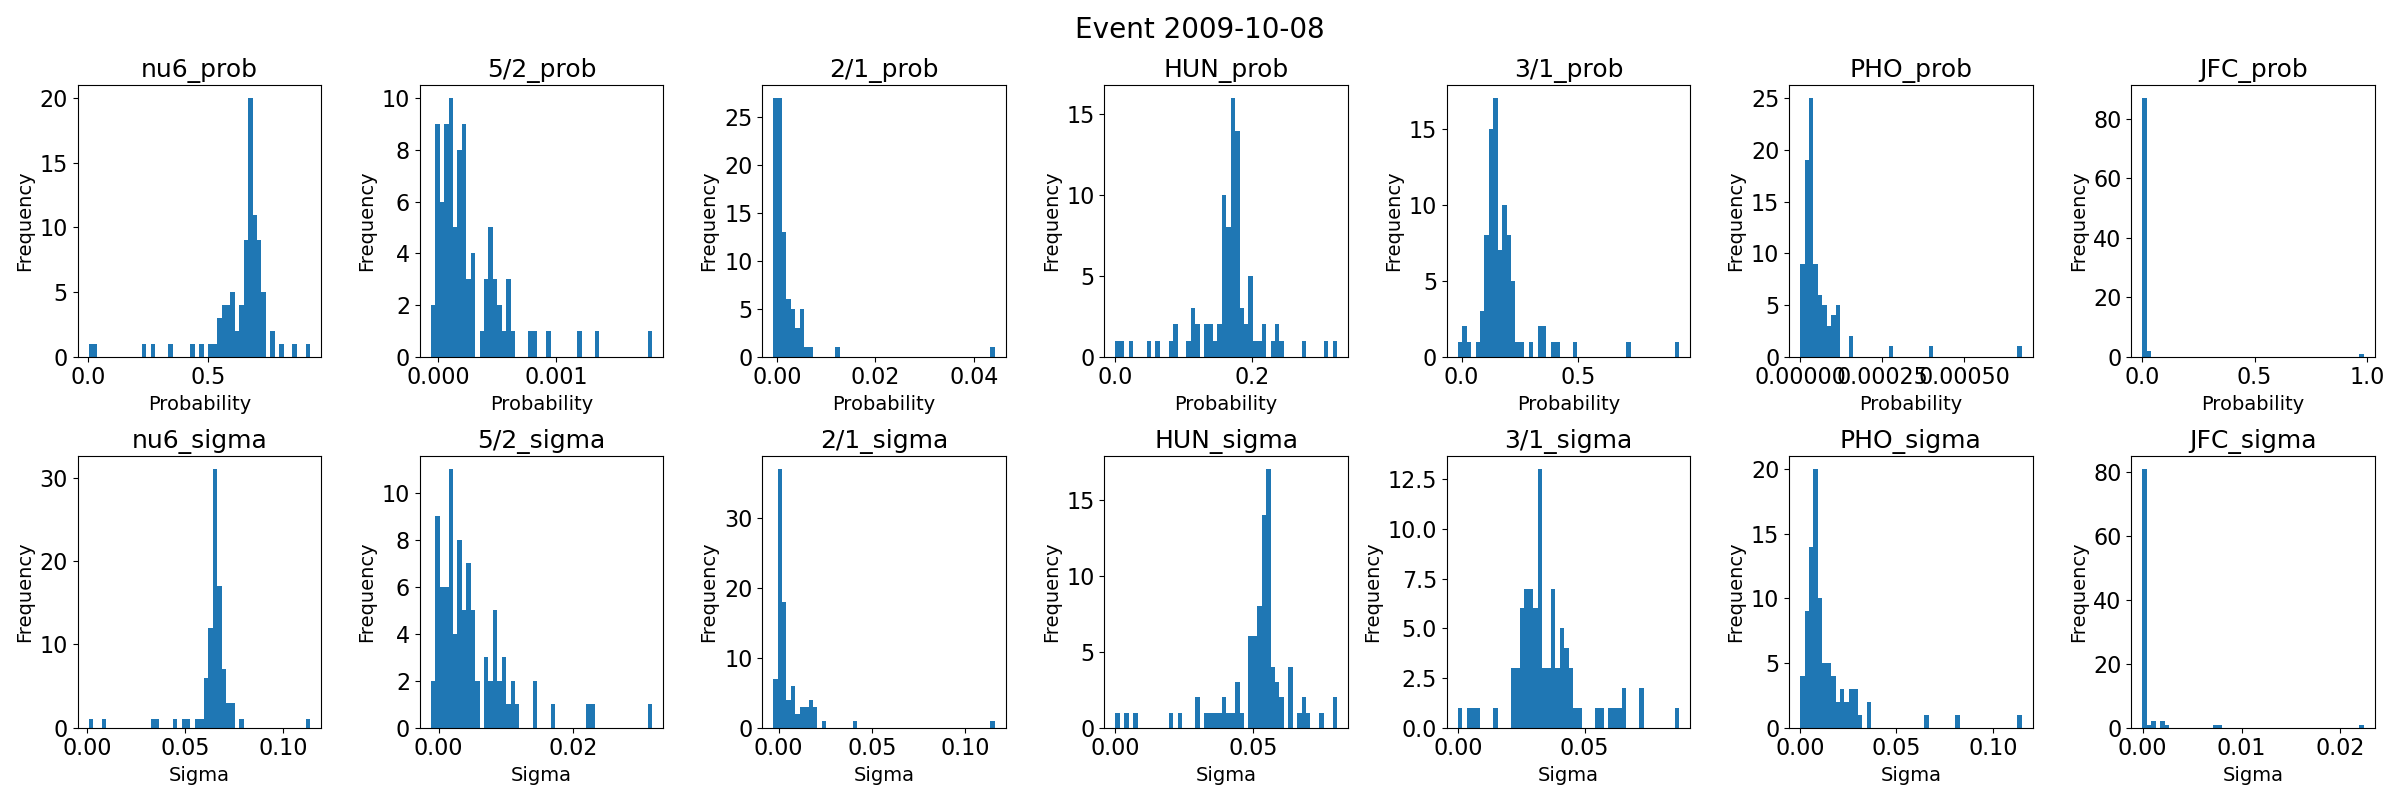 Event 2009-10-08
nu6_prob 5/2_prob 2/1_prob HUN_prob 3/1_prob PHO_prob JFC_prob
Frequency
0 5 10 15 20
0.0 0.5
Probability
Frequency
0 2 4 6 8 10
0.000 0.001
Probability
Frequency
0 5 10 15 20 25
0.00 0.02 0.04
Probability
Frequency
0 5 10 15
0.0 0.2
Probability
Frequency
0 5 10 15
0.0 0.5
Probability
Frequency
0 5 10 15 20 25
0.00000 0.00025 0.00050
Probability
Frequency
0 20 40 60 80
0.0 0.5 1.0
Probability
nu6_sigma 5/2_sigma 2/1_sigma HUN_sigma 3/1_sigma PHO_sigma JFC_sigma
Frequency
0 10 20 30
0.00 0.05 0.10
Sigma
Frequency
0 2 4 6 8 10
0.00 0.02
Sigma
Frequency
0 10 20 30
0.00 0.05 0.10
Sigma
Frequency
0 5 10 15
0.00 0.05
Sigma
Frequency
0.0 2.5 5.0 7.5 10.0 12.5
0.00 0.05
Sigma
Frequency
0 5 10 15 20
0.00 0.05 0.10
Sigma
Frequency
0 20 40 60 80
0.00 0.01 0.02
Sigma